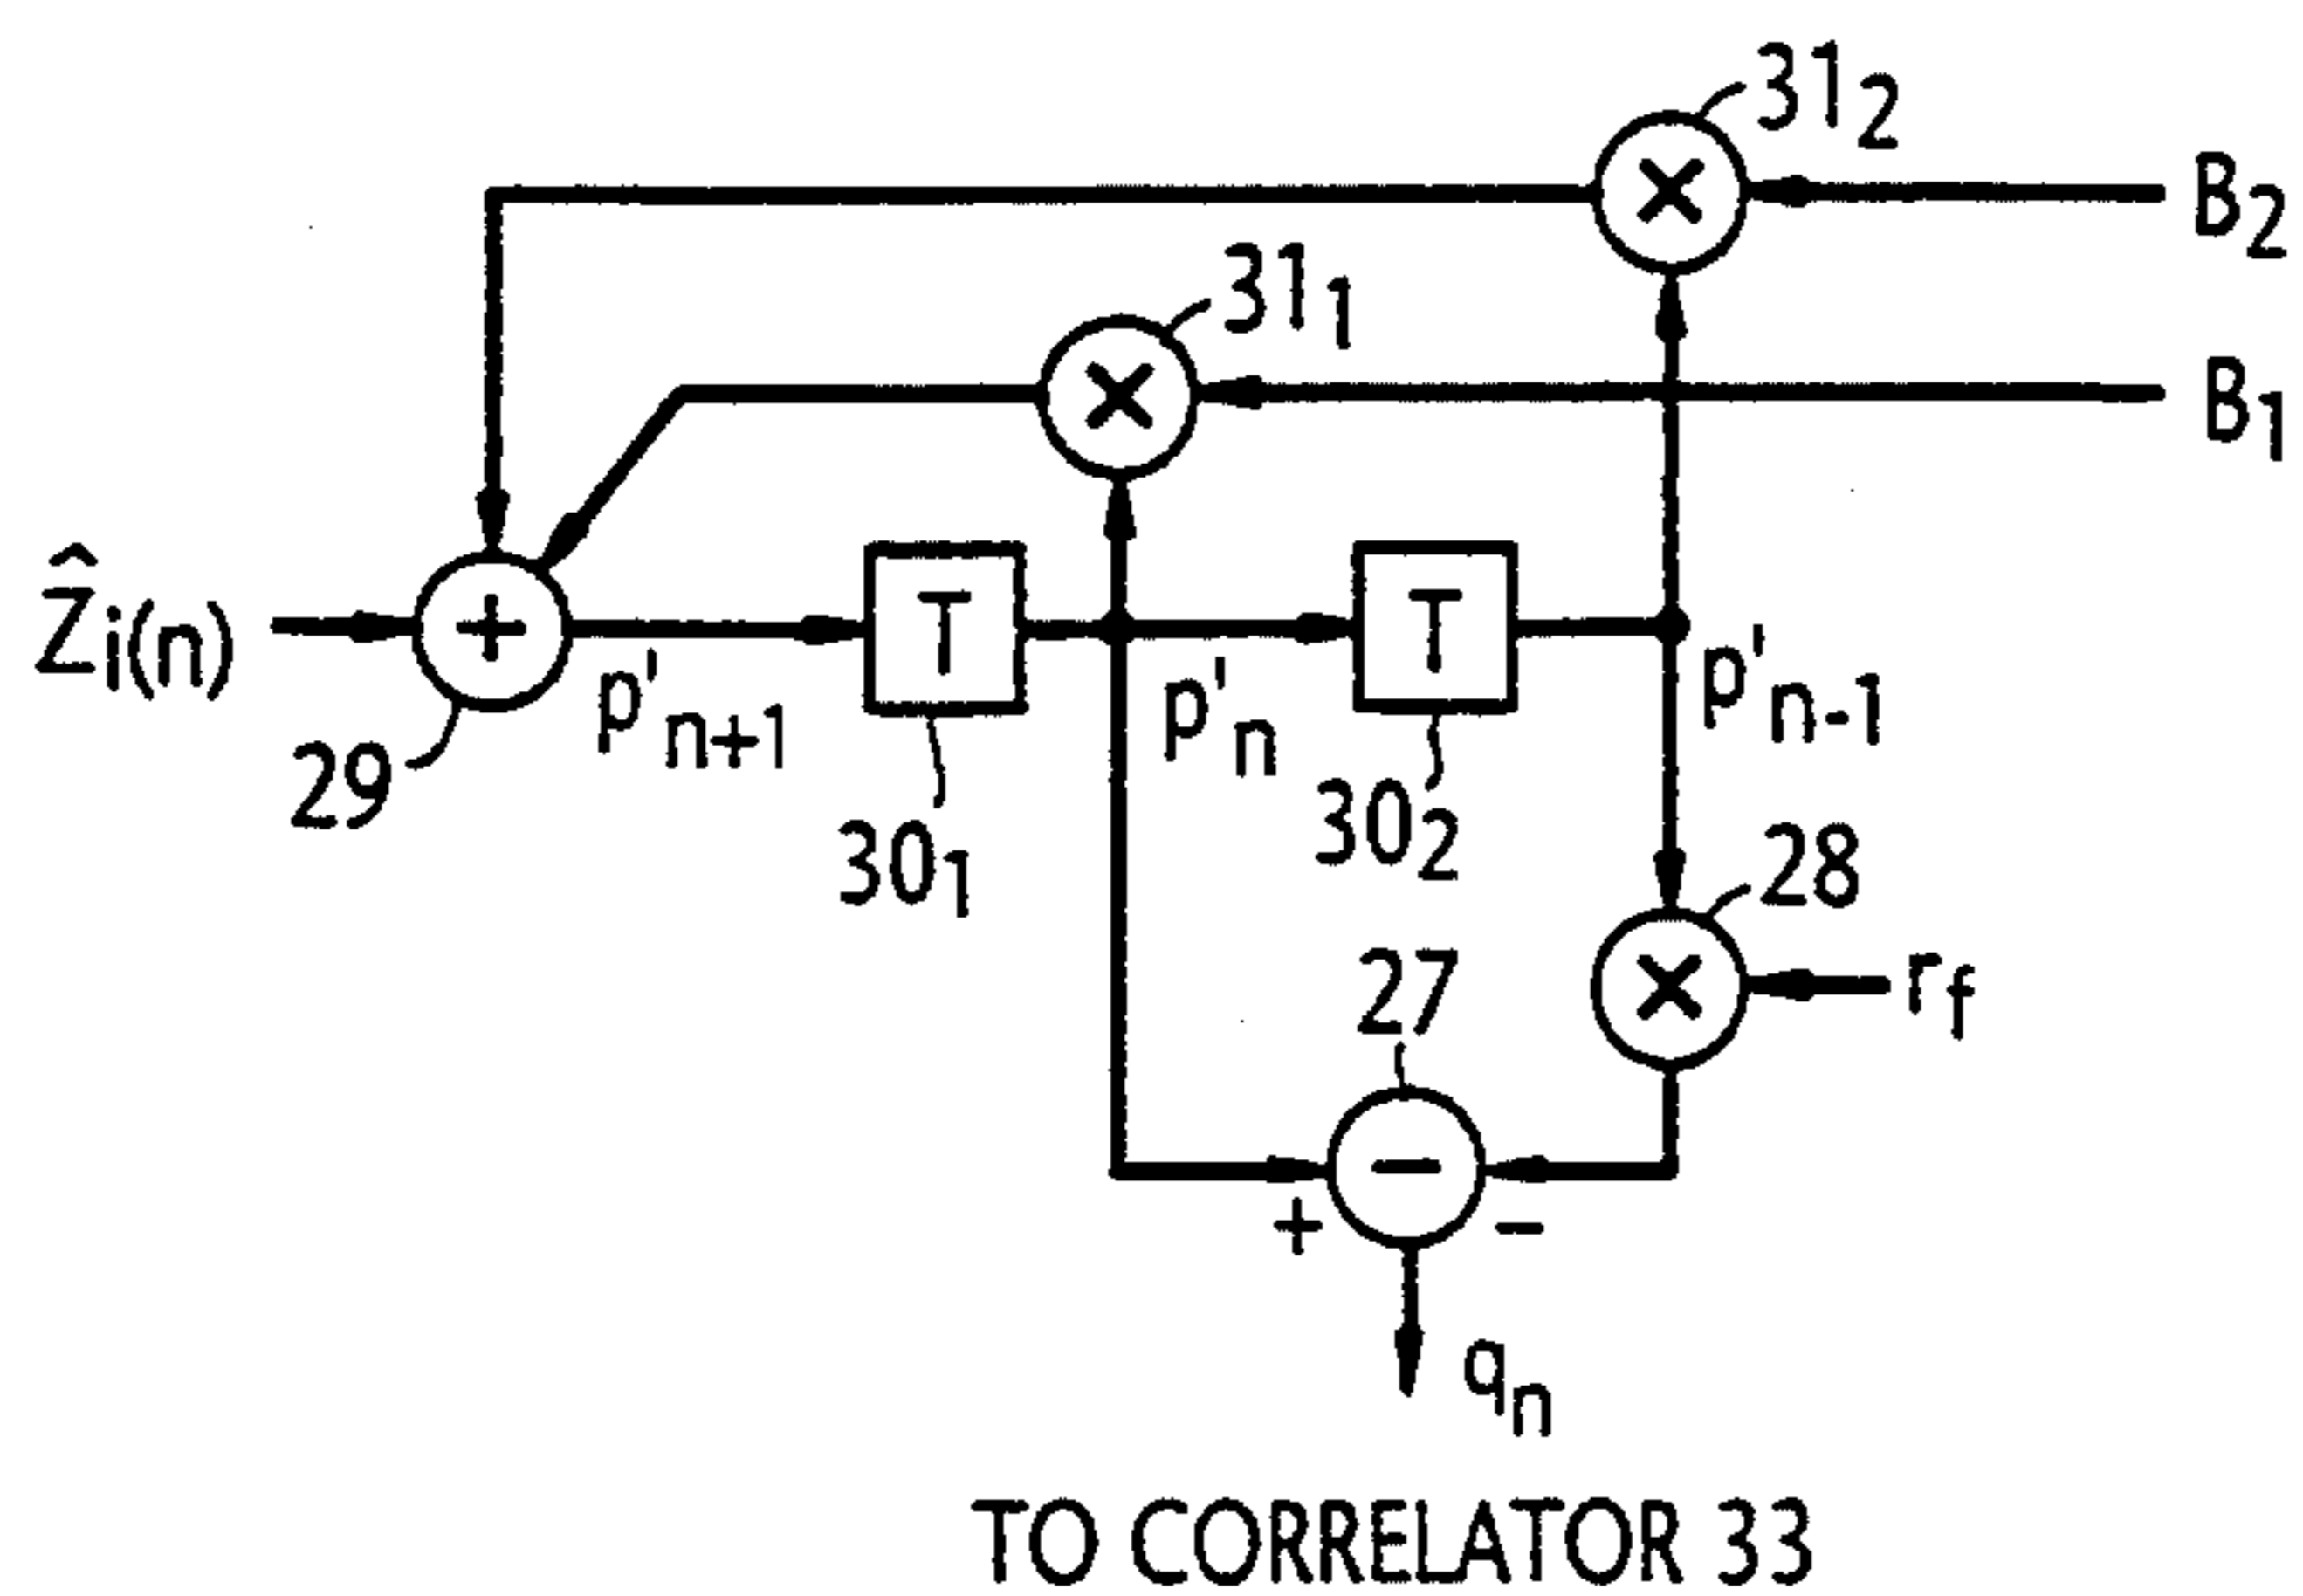 31₂
B₂
31₁
B₁
Ẑi(n)
+
T
T
×
×
p'n+1
p'n
p'n-1
29
30₁
30₂
28
×
rf
27
−
+
−
qn
TO CORRELATOR 33